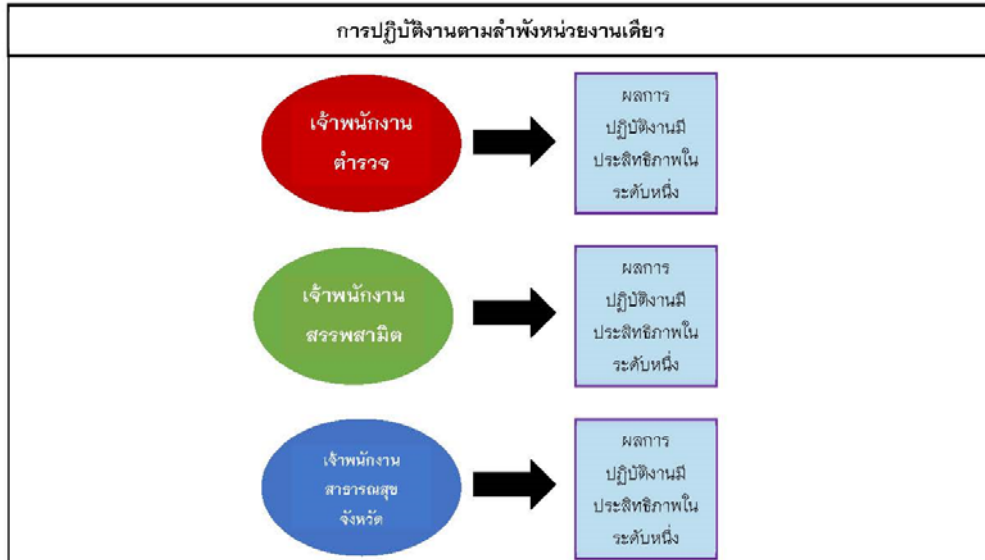 การปฏิบัติงานตามลำพังหน่วยงานเดียว
เจ้าพนักงาน
ตำรวจ
ผลการ
ปฏิบัติงานมี
ประสิทธิภาพใน
ระดับหนึ่ง
เจ้าพนักงาน
สรรพสามิต
ผลการ
ปฏิบัติงานมี
ประสิทธิภาพใน
ระดับหนึ่ง
เจ้าพนักงาน
สาธารณสุข
จังหวัด
ผลการ
ปฏิบัติงานมี
ประสิทธิภาพใน
ระดับหนึ่ง